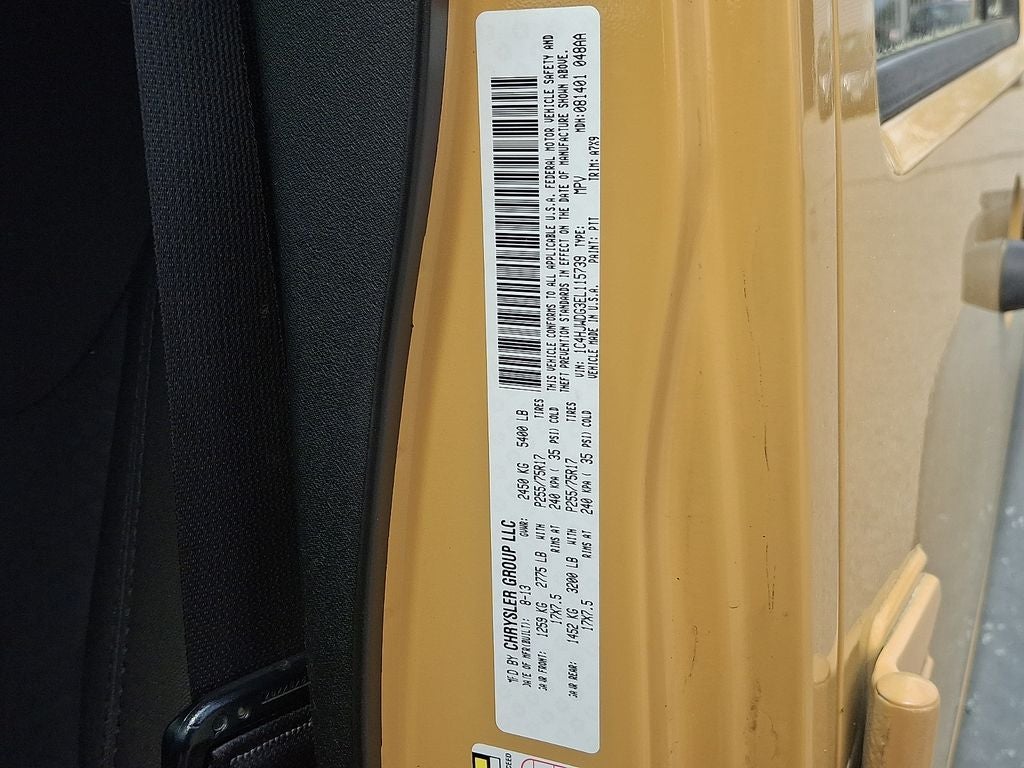 MFD BY CHRYSLER GROUP LLC
DATE OF MFR(BUILT): 8-13 GVWR: 2450 KG 5400 LB
GAWR FRONT: 1259 KG 2775 LB WITH P255/75R17 TIRES
17X7.5 RIMS AT 240 KPA ( 35 PSI) COLD
GAWR REAR: 1452 KG 3200 LB WITH P255/75R17 TIRES
17X7.5 RIMS AT 240 KPA ( 35 PSI) COLD
THIS VEHICLE CONFORMS TO ALL APPLICABLE U.S.A. FEDERAL MOTOR VEHICLE SAFETY AND
THEFT PREVENTION STANDARDS IN EFFECT ON THE DATE OF MANUFACTURE SHOWN ABOVE.
VIN: 1C4HJWDG3EL115739 TYPE: MPV MDH:081401 048AA
VEHICLE MADE IN U.S.A. PAINT: PTT TRIM: A7X9